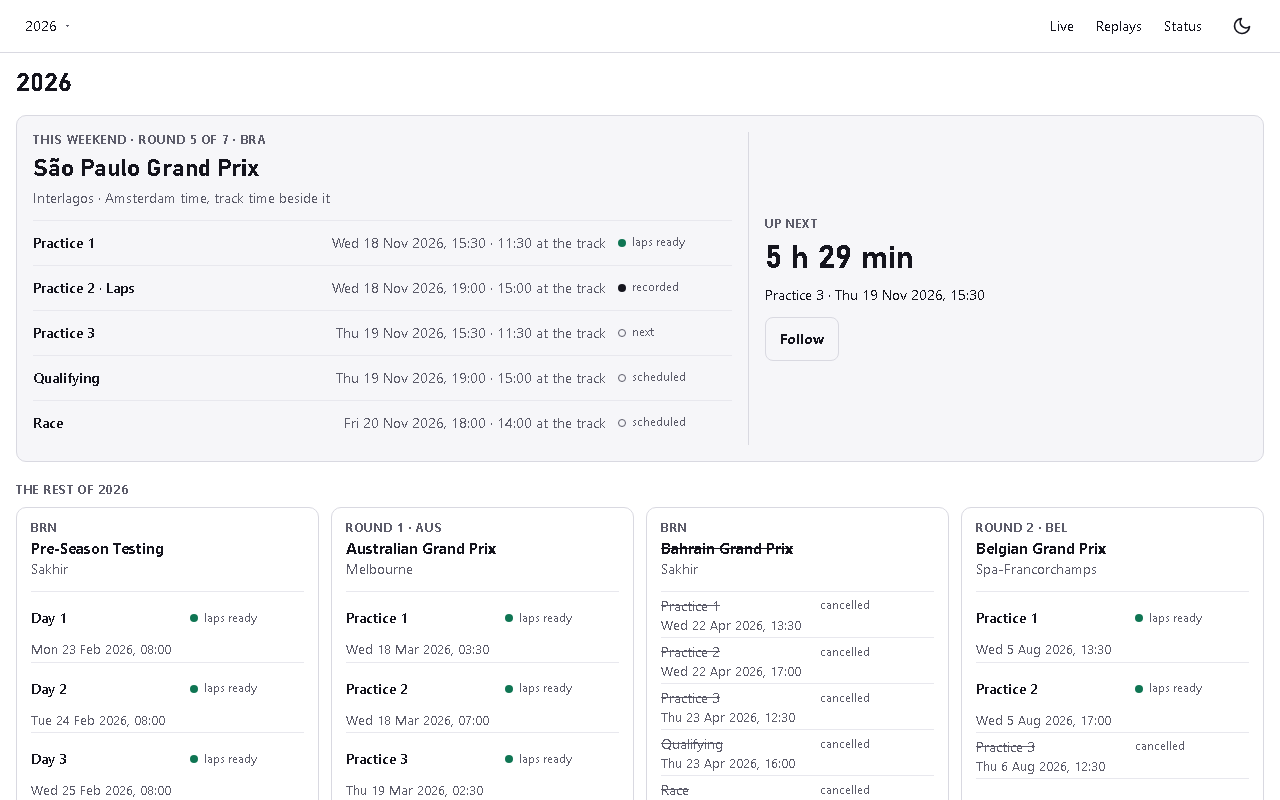 2026
Live Replays Status
2026
THIS WEEKEND · ROUND 5 OF 7 · BRA
São Paulo Grand Prix
Interlagos · Amsterdam time, track time beside it
Practice 1 Wed 18 Nov 2026, 15:30 · 11:30 at the track laps ready
Practice 2 · Laps Wed 18 Nov 2026, 19:00 · 15:00 at the track recorded
Practice 3 Thu 19 Nov 2026, 15:30 · 11:30 at the track next
Qualifying Thu 19 Nov 2026, 19:00 · 15:00 at the track scheduled
Race Fri 20 Nov 2026, 18:00 · 14:00 at the track scheduled
UP NEXT
5 h 29 min
Practice 3 · Thu 19 Nov 2026, 15:30
Follow
THE REST OF 2026
BRN
Pre-Season Testing
Sakhir
Day 1 laps ready
Mon 23 Feb 2026, 08:00
Day 2 laps ready
Tue 24 Feb 2026, 08:00
Day 3 laps ready
Wed 25 Feb 2026, 08:00
ROUND 1 · AUS
Australian Grand Prix
Melbourne
Practice 1 laps ready
Wed 18 Mar 2026, 03:30
Practice 2 laps ready
Wed 18 Mar 2026, 07:00
Practice 3 laps ready
Thu 19 Mar 2026, 02:30
BRN
Bahrain Grand Prix
Sakhir
Practice 1 cancelled
Wed 22 Apr 2026, 13:30
Practice 2 cancelled
Wed 22 Apr 2026, 17:00
Practice 3 cancelled
Thu 23 Apr 2026, 12:30
Qualifying cancelled
Thu 23 Apr 2026, 16:00
Race cancelled
ROUND 2 · BEL
Belgian Grand Prix
Spa-Francorchamps
Practice 1 laps ready
Wed 5 Aug 2026, 13:30
Practice 2 laps ready
Wed 5 Aug 2026, 17:00
Practice 3 cancelled
Thu 6 Aug 2026, 12:30